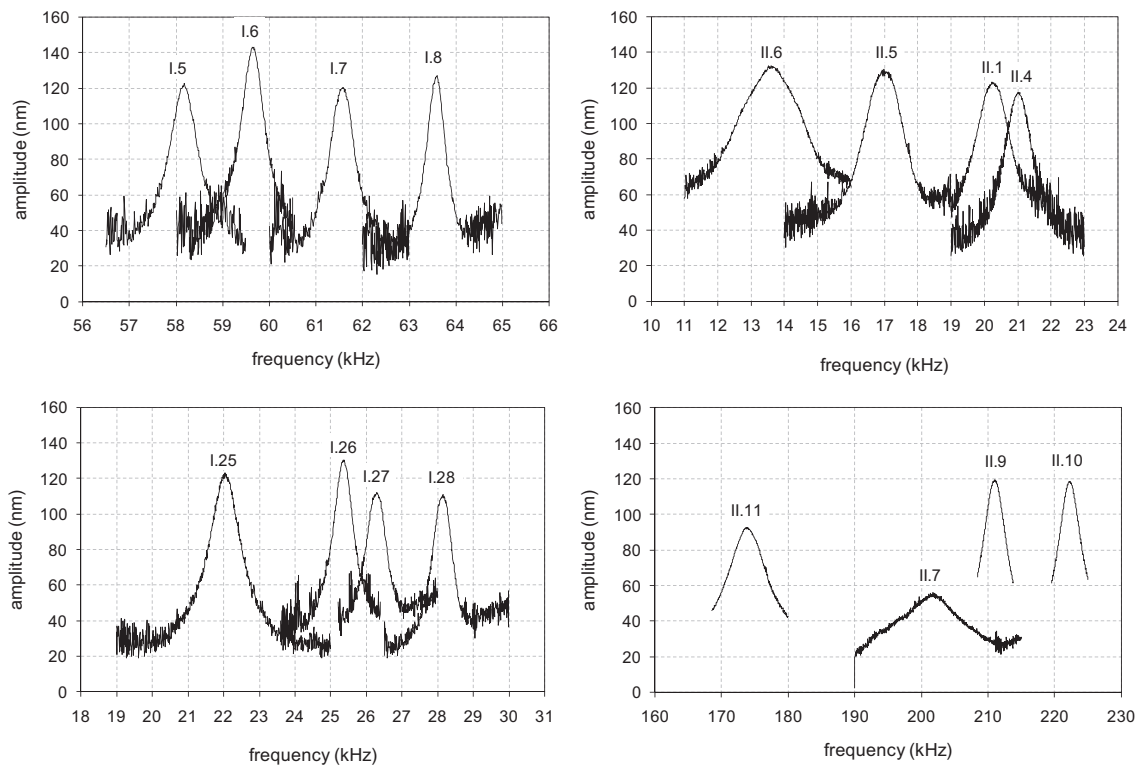 160
140
120
100
80
60
40
20
0
amplitude (nm)
I.5
I.6
I.7
I.8
56 57 58 59 60 61 62 63 64 65 66
frequency (kHz)
160
140
120
100
80
60
40
20
0
amplitude (nm)
II.6
II.5
II.1
II.4
10 11 12 13 14 15 16 17 18 19 20 21 22 23 24
frequency (kHz)
160
140
120
100
80
60
40
20
0
amplitude (nm)
I.25
I.26
I.27
I.28
18 19 20 21 22 23 24 25 26 27 28 29 30 31
frequency (kHz)
160
140
120
100
80
60
40
20
0
amplitude (nm)
II.11
II.7
II.9
II.10
160 170 180 190 200 210 220 230
frequency (kHz)